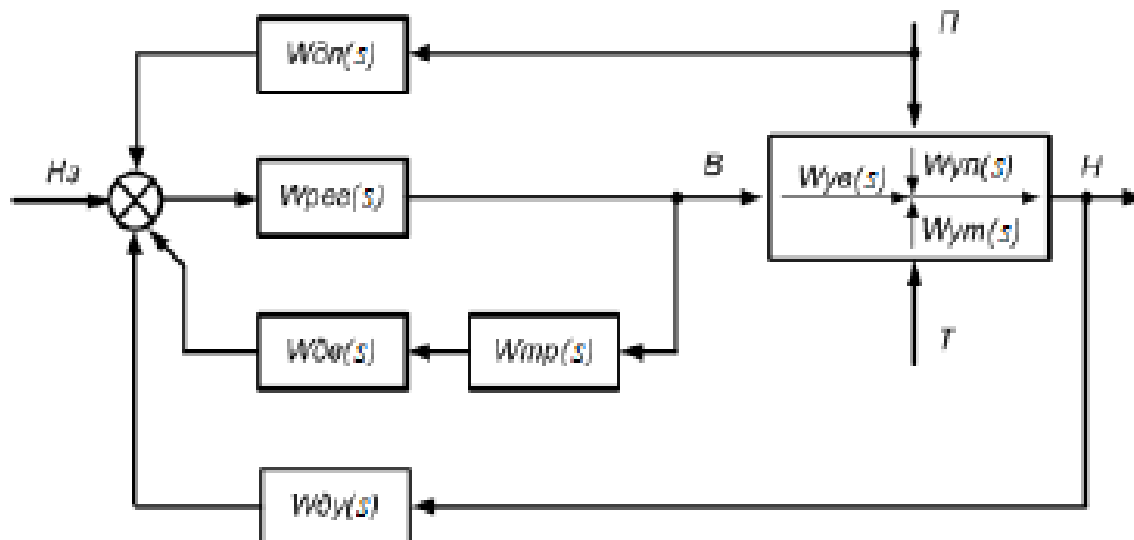 П
Wдп(s)
Нз
Wрег(s)
В
Wув(s)
Wуп(s)
Н
Wут(s)
Wдв(s)
Wтр(s)
Т
Wду(s)